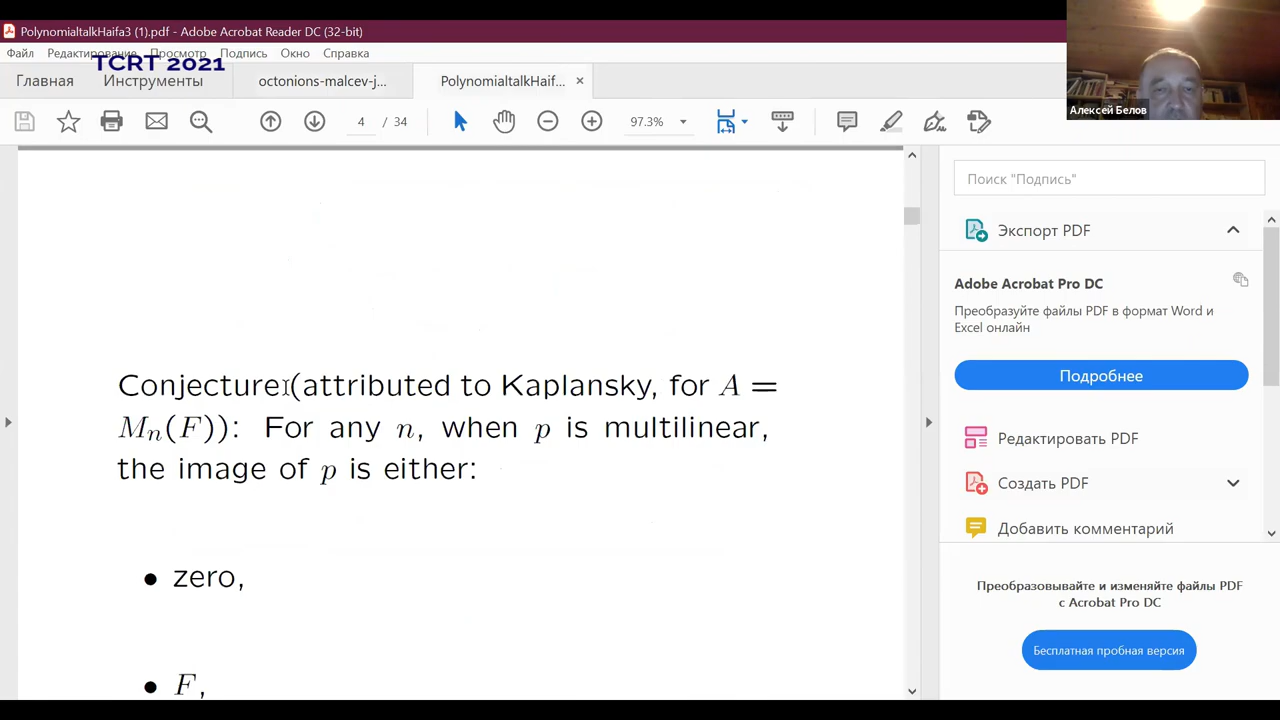 PolynomialtalkHaifa3 (1).pdf - Adobe Acrobat Reader DC (32-bit)
Файл Редактирование Просмотр Подпись Окно Справка
TCRT 2021
Главная Инструменты octonions-malcev-j... PolynomialtalkHaif... ×
4 / 34 97.3%
Алексей Белов
Conjecture (attributed to Kaplansky, for A =
M_n(F)): For any n, when p is multilinear,
the image of p is either:
• zero,
• F,
Поиск "Подпись"
Экспорт PDF
Adobe Acrobat Pro DC
Преобразуйте файлы PDF в формат Word и
Excel онлайн
Подробнее
Редактировать PDF
Создать PDF
Добавить комментарий
Преобразовывайте и изменяйте файлы PDF
с Acrobat Pro DC
Бесплатная пробная версия